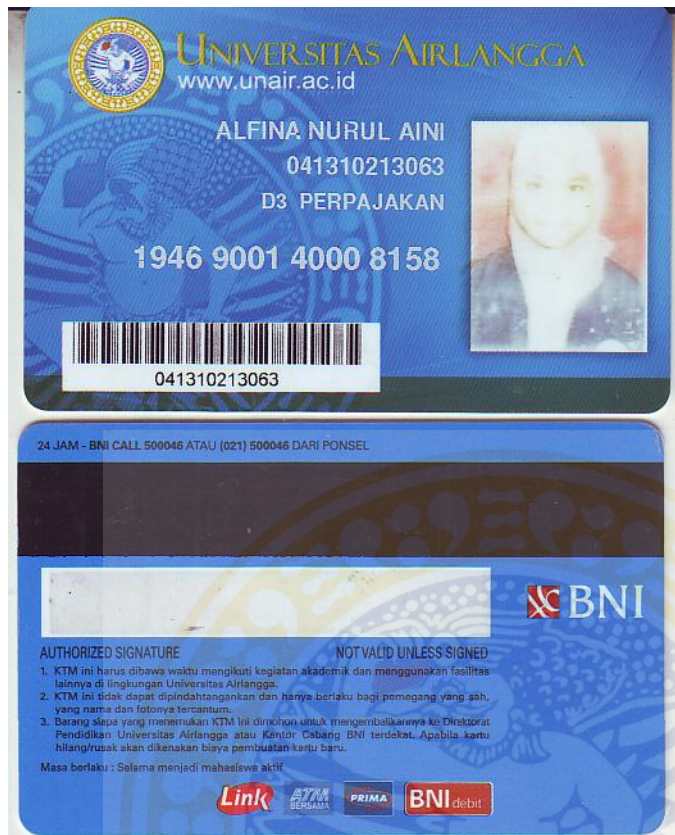 UNIVERSITAS AIRLANGGA
www.unair.ac.id
ALFINA NURUL AINI
041310213063
D3 PERPAJAKAN
1946 9001 4000 8158
041310213063
24 JAM - BNI CALL 500046 ATAU (021) 500046 DARI PONSEL
BNI
AUTHORIZED SIGNATURE NOT VALID UNLESS SIGNED
1. KTM ini harus dibawa waktu mengikuti kegiatan akademik dan menggunakan fasilitas
lainnya di lingkungan Universitas Airlangga.
2. KTM ini tidak dapat dipindahtangankan dan hanya berlaku bagi pemegang yang sah,
yang nama dan fotonya tercantum.
3. Barang siapa yang menemukan KTM ini dimohon untuk mengembalikannya ke Direktorat
Pendidikan Universitas Airlangga atau Kantor Cabang BNI terdekat. Apabila kartu
hilang/rusak akan dikenakan biaya pembuatan kartu baru.
Masa berlaku : Selama menjadi mahasiswa aktif
Link ATM BERSAMA PRIMA BNI debit